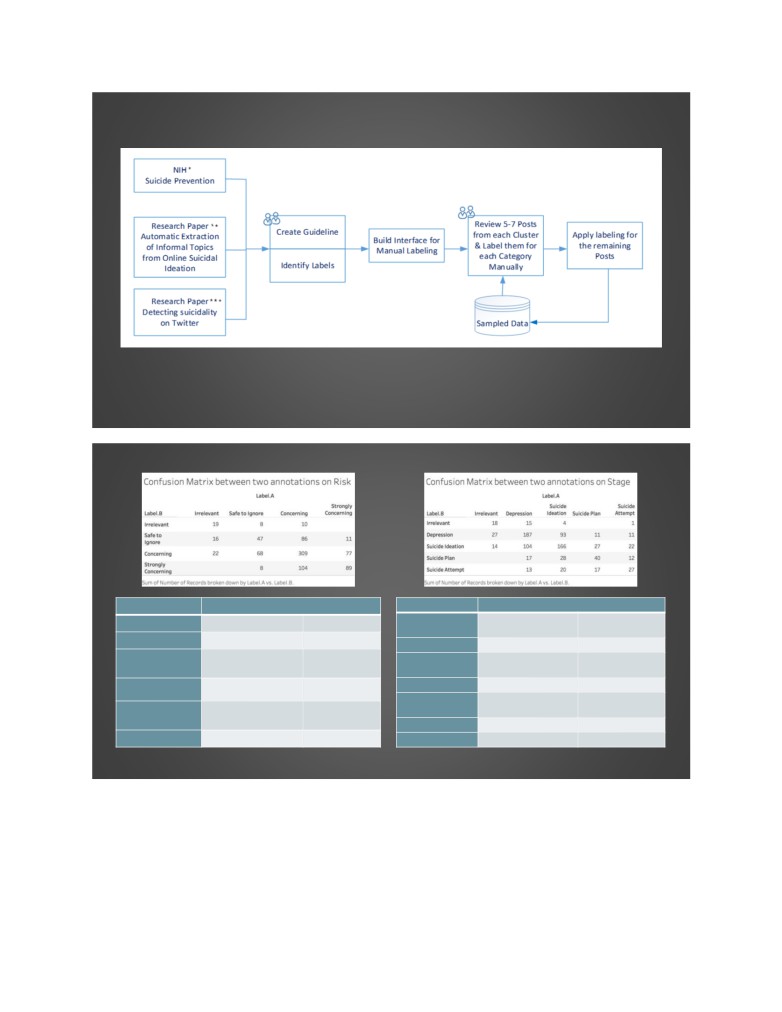 NIH *
Suicide Prevention
Research Paper **
Automatic Extraction
of Informal Topics
from Online Suicidal
Ideation
Research Paper ***
Detecting suicidality
on Twitter
Create Guideline
Identify Labels
Build Interface for
Manual Labeling
Review 5-7 Posts
from each Cluster
& Label them for
each Category
Manually
Apply labeling for
the remaining
Posts
Sampled Data
Confusion Matrix between two annotations on Risk
Label.A
Label.B Irrelevant Safe to Ignore Concerning Strongly Concerning
Irrelevant 19 8 10
Safe to Ignore 16 47 86 11
Concerning 22 68 309 77
Strongly Concerning 8 104 89
Sum of Number of Records broken down by Label.A vs. Label.B.
Confusion Matrix between two annotations on Stage
Label.A
Label.B Irrelevant Depression Suicide Ideation Suicide Plan Suicide Attempt
Irrelevant 18 15 4 1
Depression 27 187 93 11 11
Suicide Ideation 14 104 166 27 22
Suicide Plan 17 28 40 12
Suicide Attempt 13 20 17 27
Sum of Number of Records broken down by Label.A vs. Label.B.